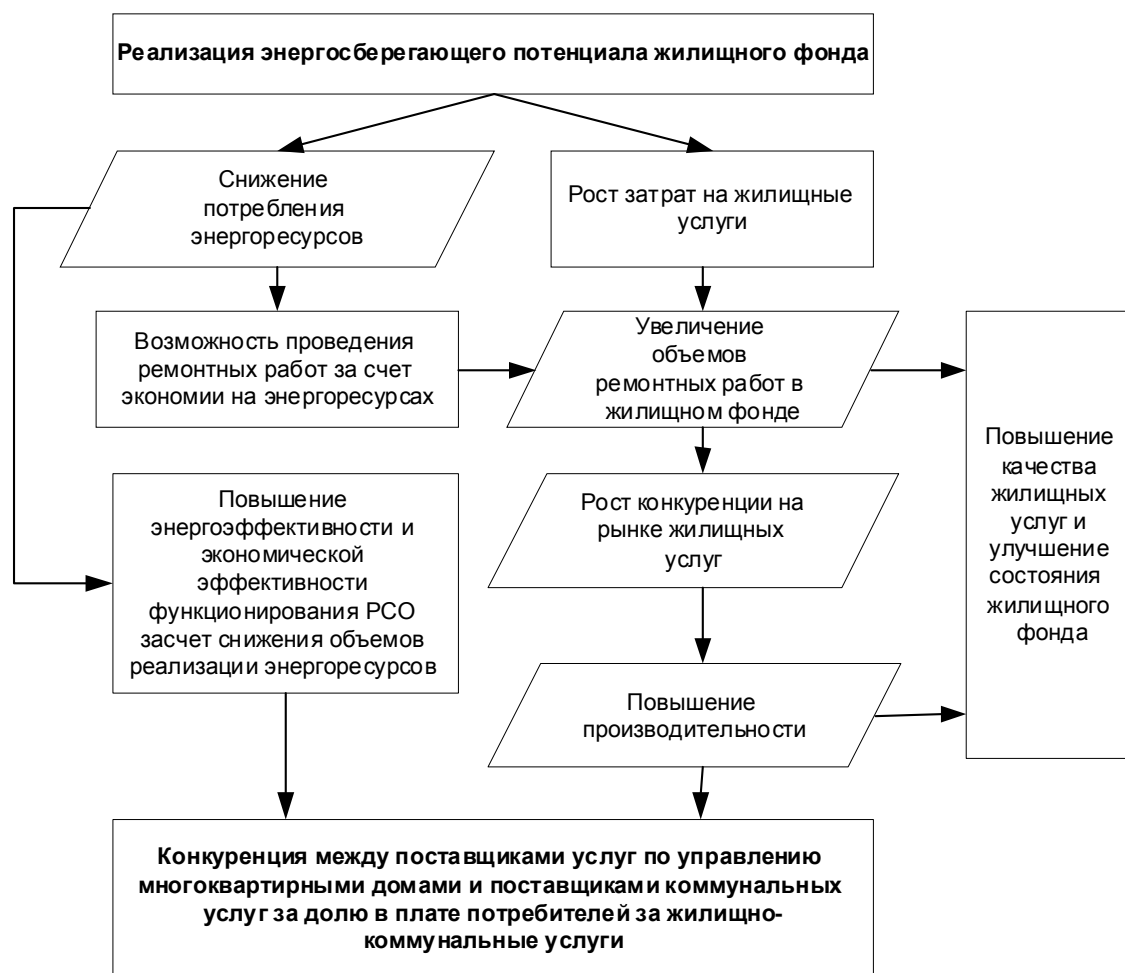 Реализация энергосберегающего потенциала жилищного фонда
Снижение
потребления
энергоресурсов
Рост затрат на жилищные
услуги
Возможность проведения
ремонтных работ за счет
экономии на энергоресурсах
Увеличение
объемов
ремонтных работ в
жилищном фонде
Повышение
качества
жилищных
услуг и
улучшение
состояния
жилищного
фонда
Повышение
энергоэффективности и
экономической
эффективности
функционирования РСО
засчет снижения объемов
реализации энергоресурсов
Рост конкуренции на
рынке жилищных
услуг
Повышение
производительности
Конкуренция между поставщиками услуг по управлению
многоквартирными домами и поставщиками коммунальных
услуг за долю в плате потребителей за жилищно-
коммунальные услуги